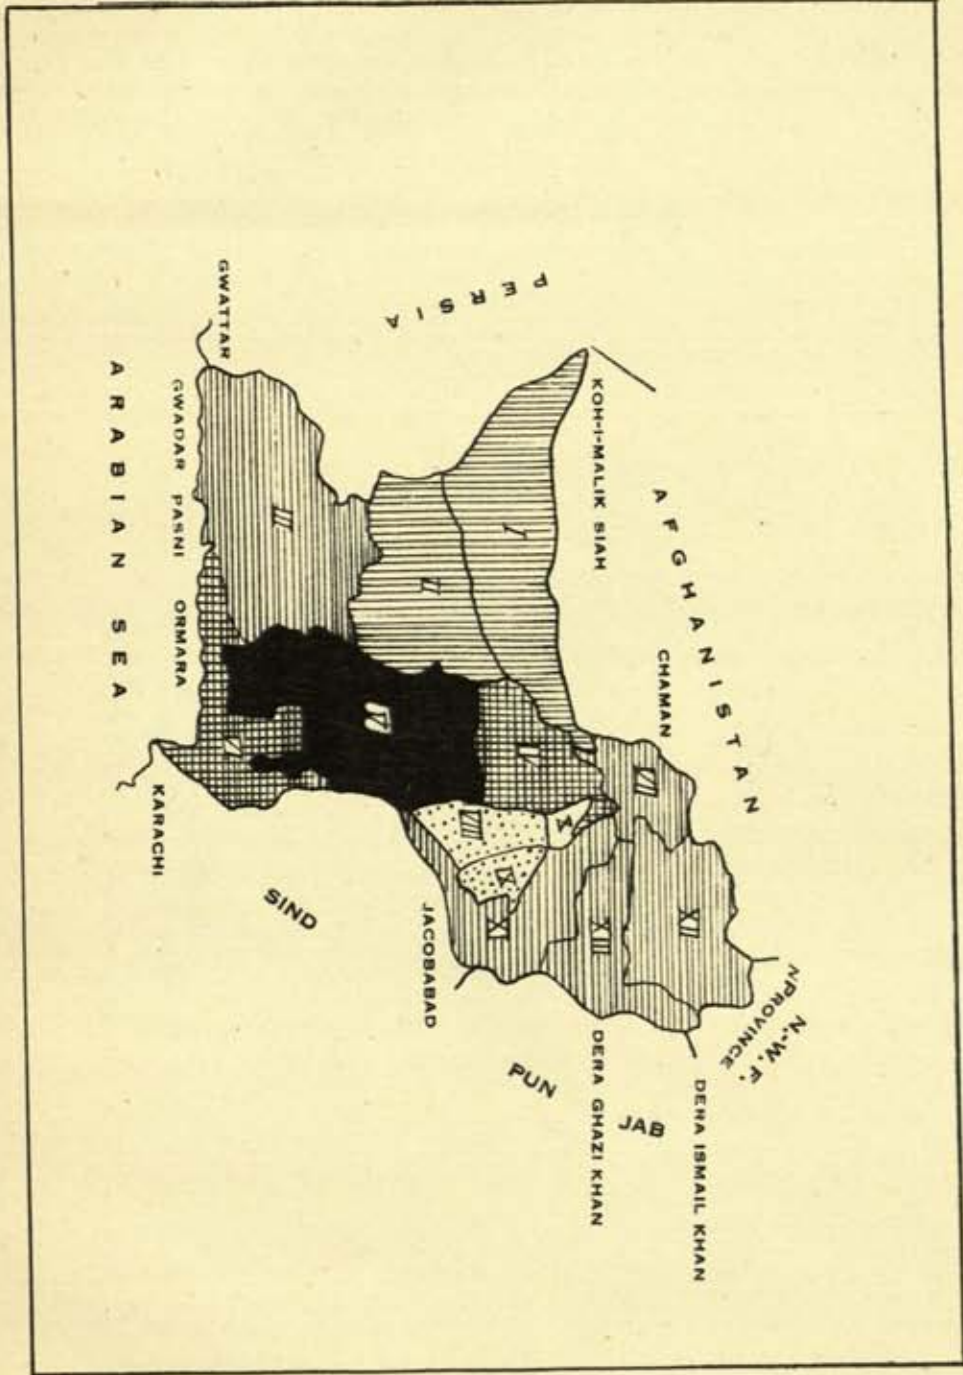 N.-W. F.
NPROVINCE
AFGHANISTAN
CHAMAN
DERA ISMAIL KHAN
KOH-I-MALIK SIAH
DERA GHAZI KHAN
PERSIA
PUN
JAB
JACOBABAD
SIND
GWATTAR
GWADAR PASNI ORMARA
KARACHI
ARABIAN SEA
I
II
III
IV
V
VI
VII
VIII
IX
X
XI
XII
XIII